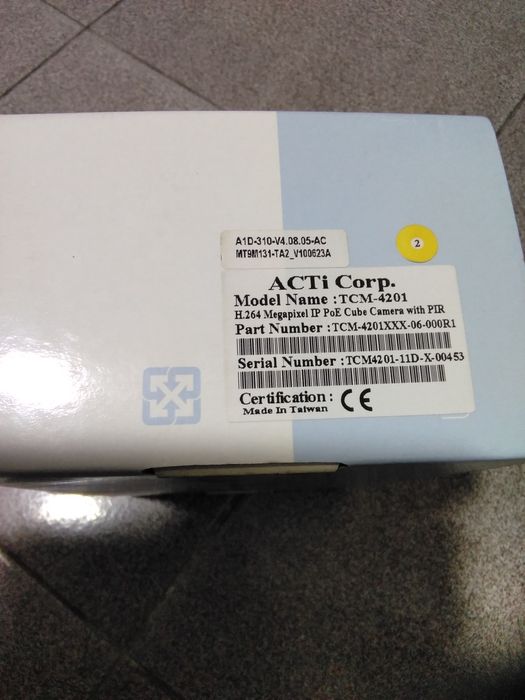 A1D-310-V4.08.05-AC
MT9M131-TA2_V100623A
2
ACTi Corp.
Model Name : TCM-4201
H.264 Megapixel IP PoE Cube Camera with PIR
Part Number : TCM-4201XXX-06-000R1
Serial Number : TCM4201-11D-X-00453
Certification : CE
Made In Taiwan